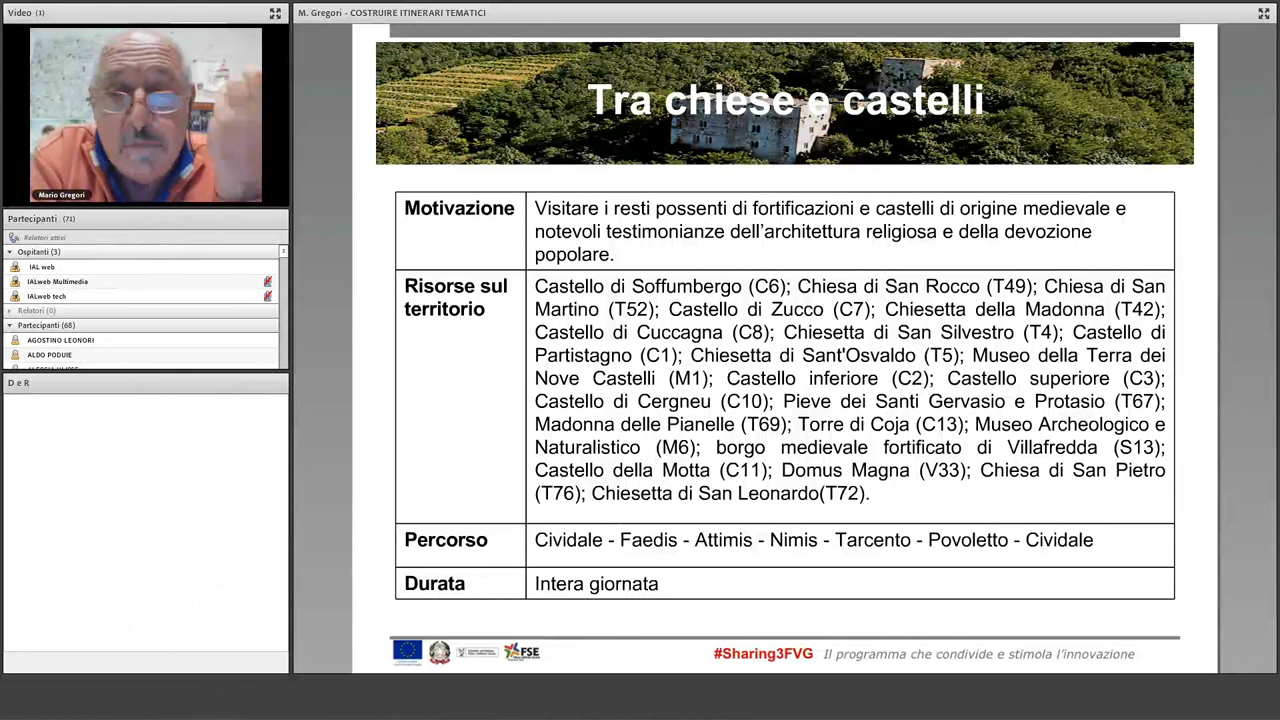 Video (1)
Mario Gregori
Partecipanti (71)
Relatori attivi
Ospitanti (3)
IAL web
IALweb Multimedia
IALweb tech
Relatori (0)
Partecipanti (68)
AGOSTINO LEONORI
ALDO PODUIE
D e R
M. Gregori - COSTRUIRE ITINERARI TEMATICI
Tra chiese e castelli
Motivazione
Visitare i resti possenti di fortificazioni e castelli di origine medievale e
notevoli testimonianze dell'architettura religiosa e della devozione
popolare.
Risorse sul
territorio
Castello di Soffumbergo (C6); Chiesa di San Rocco (T49); Chiesa di San
Martino (T52); Castello di Zucco (C7); Chiesetta della Madonna (T42);
Castello di Cuccagna (C8); Chiesetta di San Silvestro (T4); Castello di
Partistagno (C1); Chiesetta di Sant'Osvaldo (T5); Museo della Terra dei
Nove Castelli (M1); Castello inferiore (C2); Castello superiore (C3);
Castello di Cergneu (C10); Pieve dei Santi Gervasio e Protasio (T67);
Madonna delle Pianelle (T69); Torre di Coja (C13); Museo Archeologico e
Naturalistico (M6); borgo medievale fortificato di Villafredda (S13);
Castello della Motta (C11); Domus Magna (V33); Chiesa di San Pietro
(T76); Chiesetta di San Leonardo(T72).
Percorso
Cividale - Faedis - Attimis - Nimis - Tarcento - Povoletto - Cividale
Durata
Intera giornata
FSE
#Sharing3FVG Il programma che condivide e stimola l'innovazione